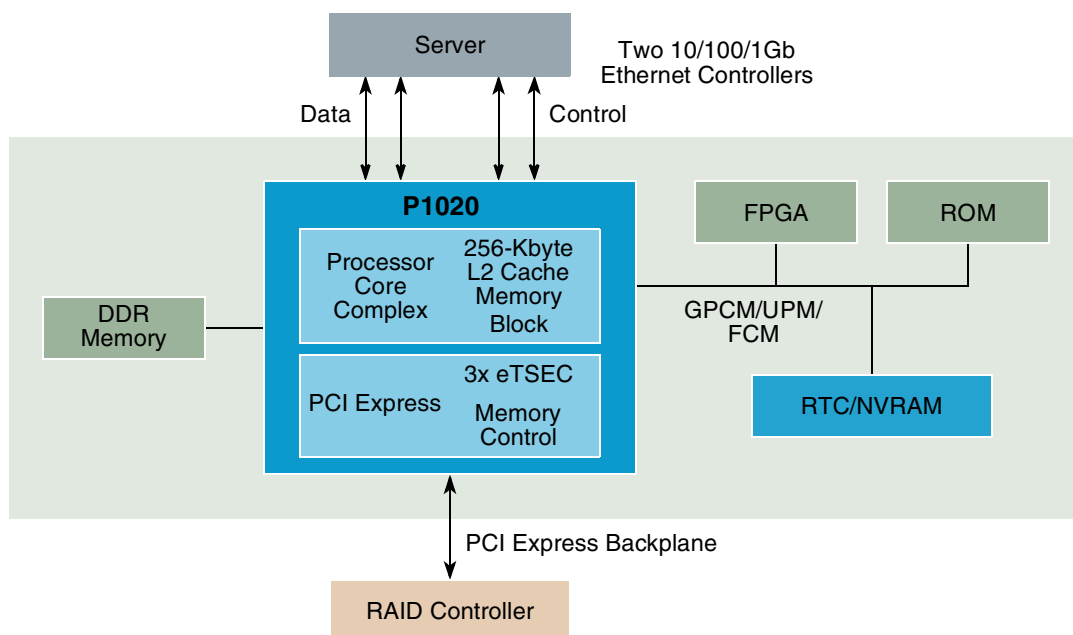 Server
Two 10/100/1Gb
Ethernet Controllers
Data
Control
P1020
Processor
Core
Complex
256-Kbyte
L2 Cache
Memory
Block
PCI Express
3x eTSEC
Memory
Control
DDR
Memory
FPGA
ROM
GPCM/UPM/
FCM
RTC/NVRAM
PCI Express Backplane
RAID Controller